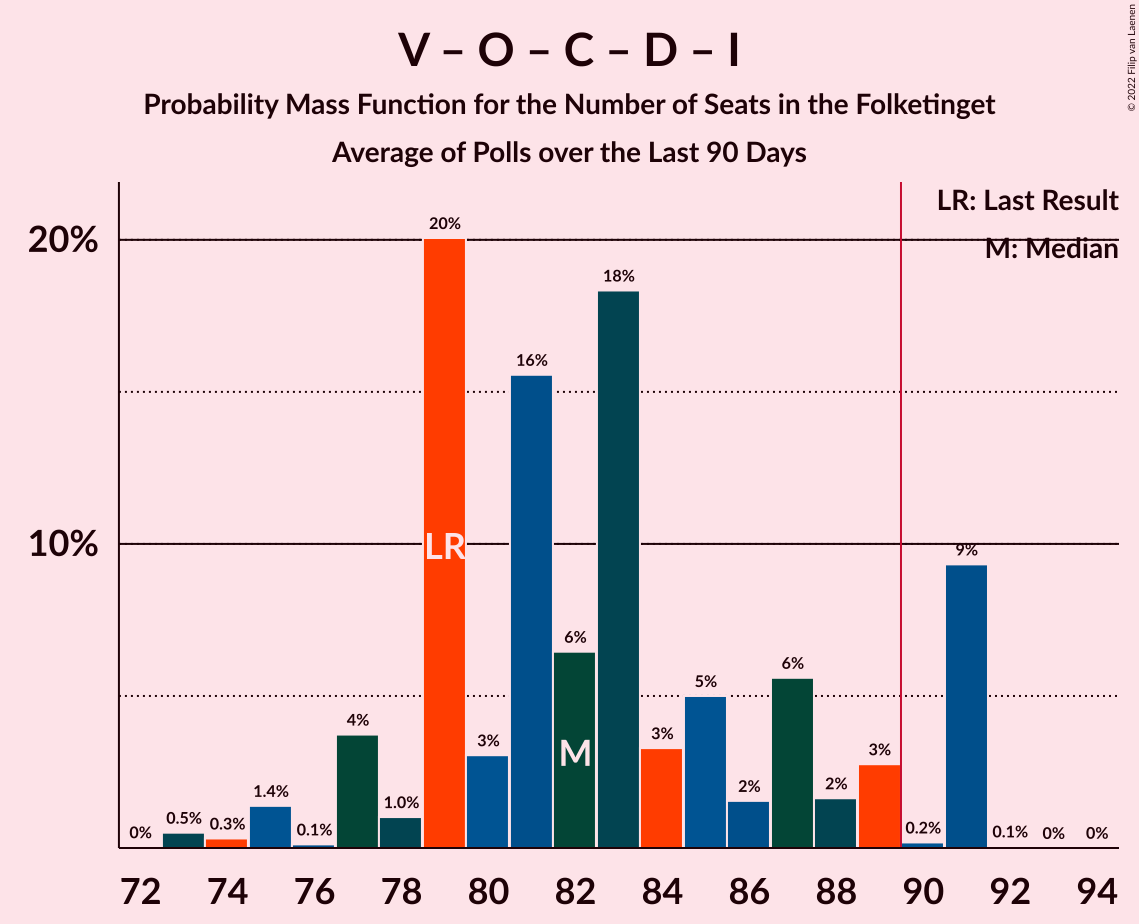 V – O – C – D – I
Probability Mass Function for the Number of Seats in the Folketinget
Average of Polls over the Last 90 Days
© 2022 Filip van Laenen
LR: Last Result
M: Median
20%
10%
0%
0.5%
0.3%
1.4%
0.1%
4%
1.0%
20%
3%
16%
6%
18%
3%
5%
2%
6%
2%
3%
0.2%
9%
0.1%
0%
0%
LR
M
72 74 76 78 80 82 84 86 88 90 92 94